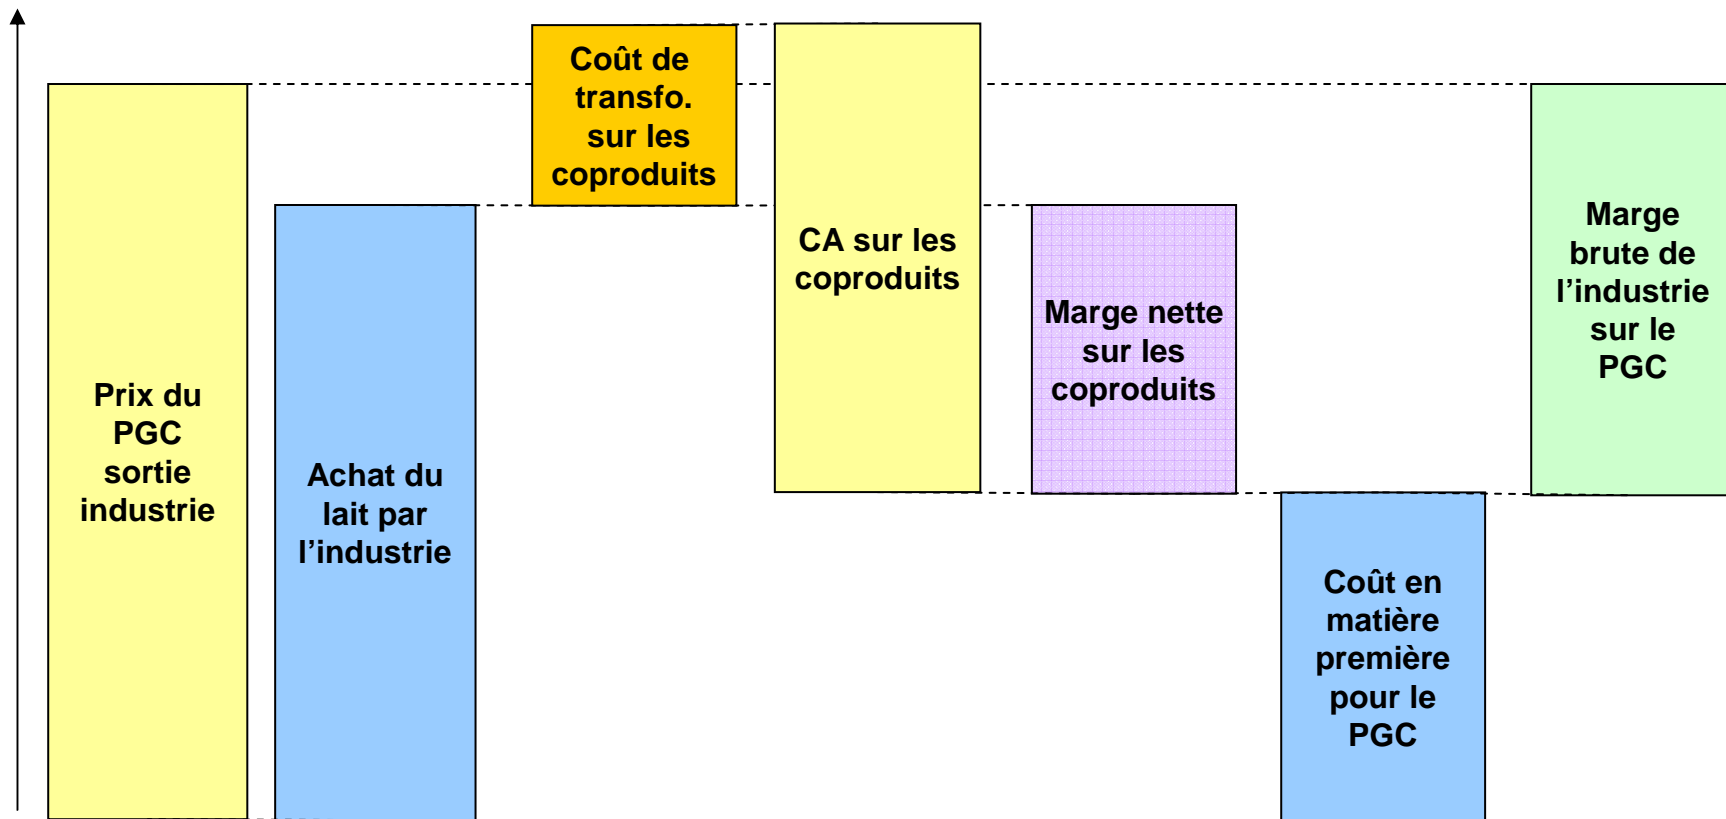 Prix du
PGC
sortie
industrie
Achat du
lait par
l’industrie
Coût de
transfo.
sur les
coproduits
CA sur les
coproduits
Marge nette
sur les
coproduits
Coût en
matière
première
pour le
PGC
Marge
brute de
l’industrie
sur le
PGC